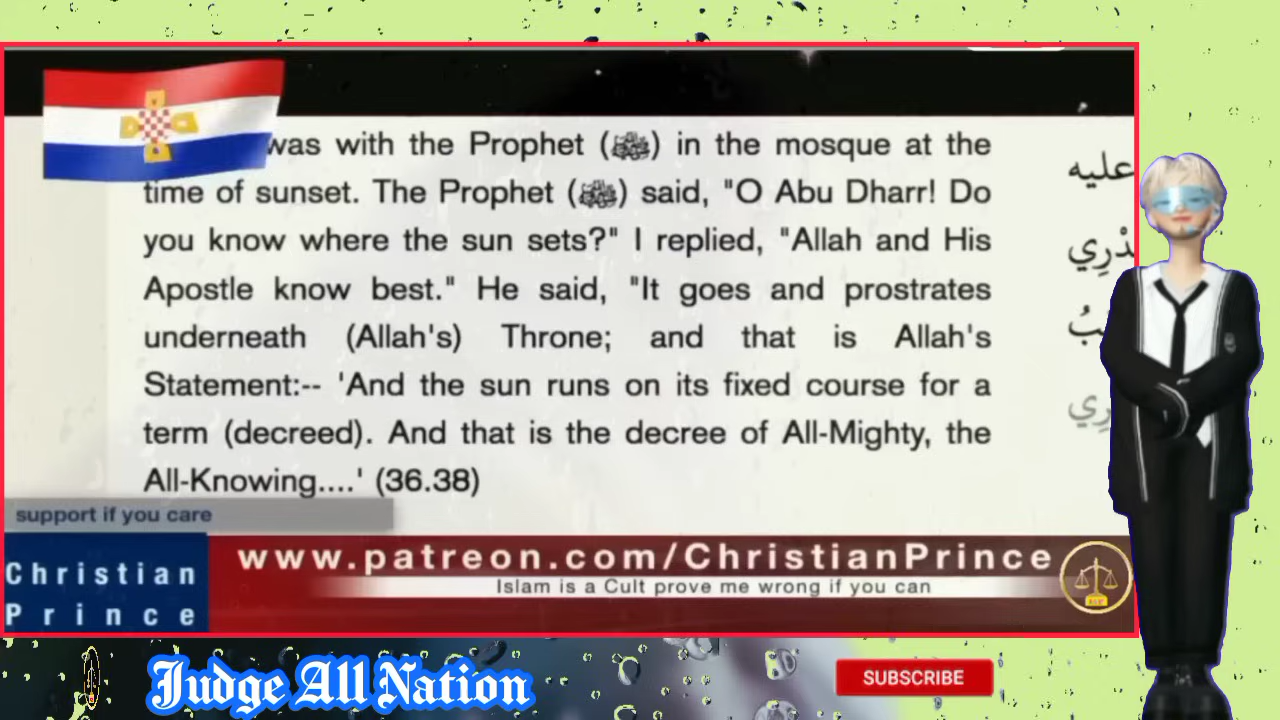 was with the Prophet (ﷺ) in the mosque at the
time of sunset. The Prophet (ﷺ) said, "O Abu Dharr! Do
you know where the sun sets?" I replied, "Allah and His
Apostle know best." He said, "It goes and prostrates
underneath (Allah's) Throne; and that is Allah's
Statement:-- 'And the sun runs on its fixed course for a
term (decreed). And that is the decree of All-Mighty, the
All-Knowing....' (36.38)
عليه
support if you care
Christian
Prince
www.patreon.com/ChristianPrince
Islam is a Cult prove me wrong if you can
Judge All Nation
SUBSCRIBE